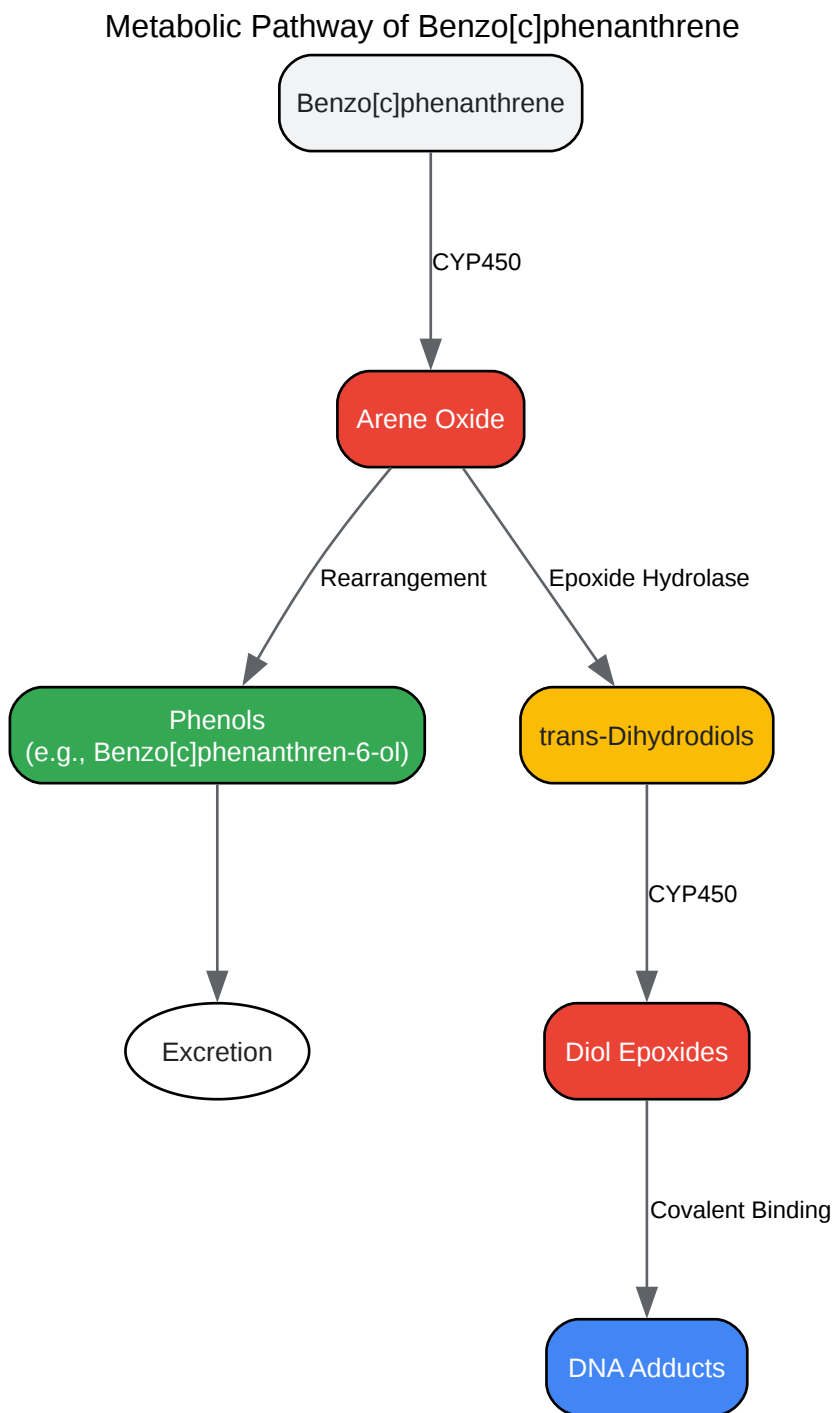 Metabolic Pathway of Benzo[c]phenanthrene
Benzo[c]phenanthrene
CYP450
Arene Oxide
Rearrangement
Epoxide Hydrolase
Phenols
(e.g., Benzo[c]phenanthren-6-ol)
trans-Dihydrodiols
CYP450
Excretion
Diol Epoxides
Covalent Binding
DNA Adducts